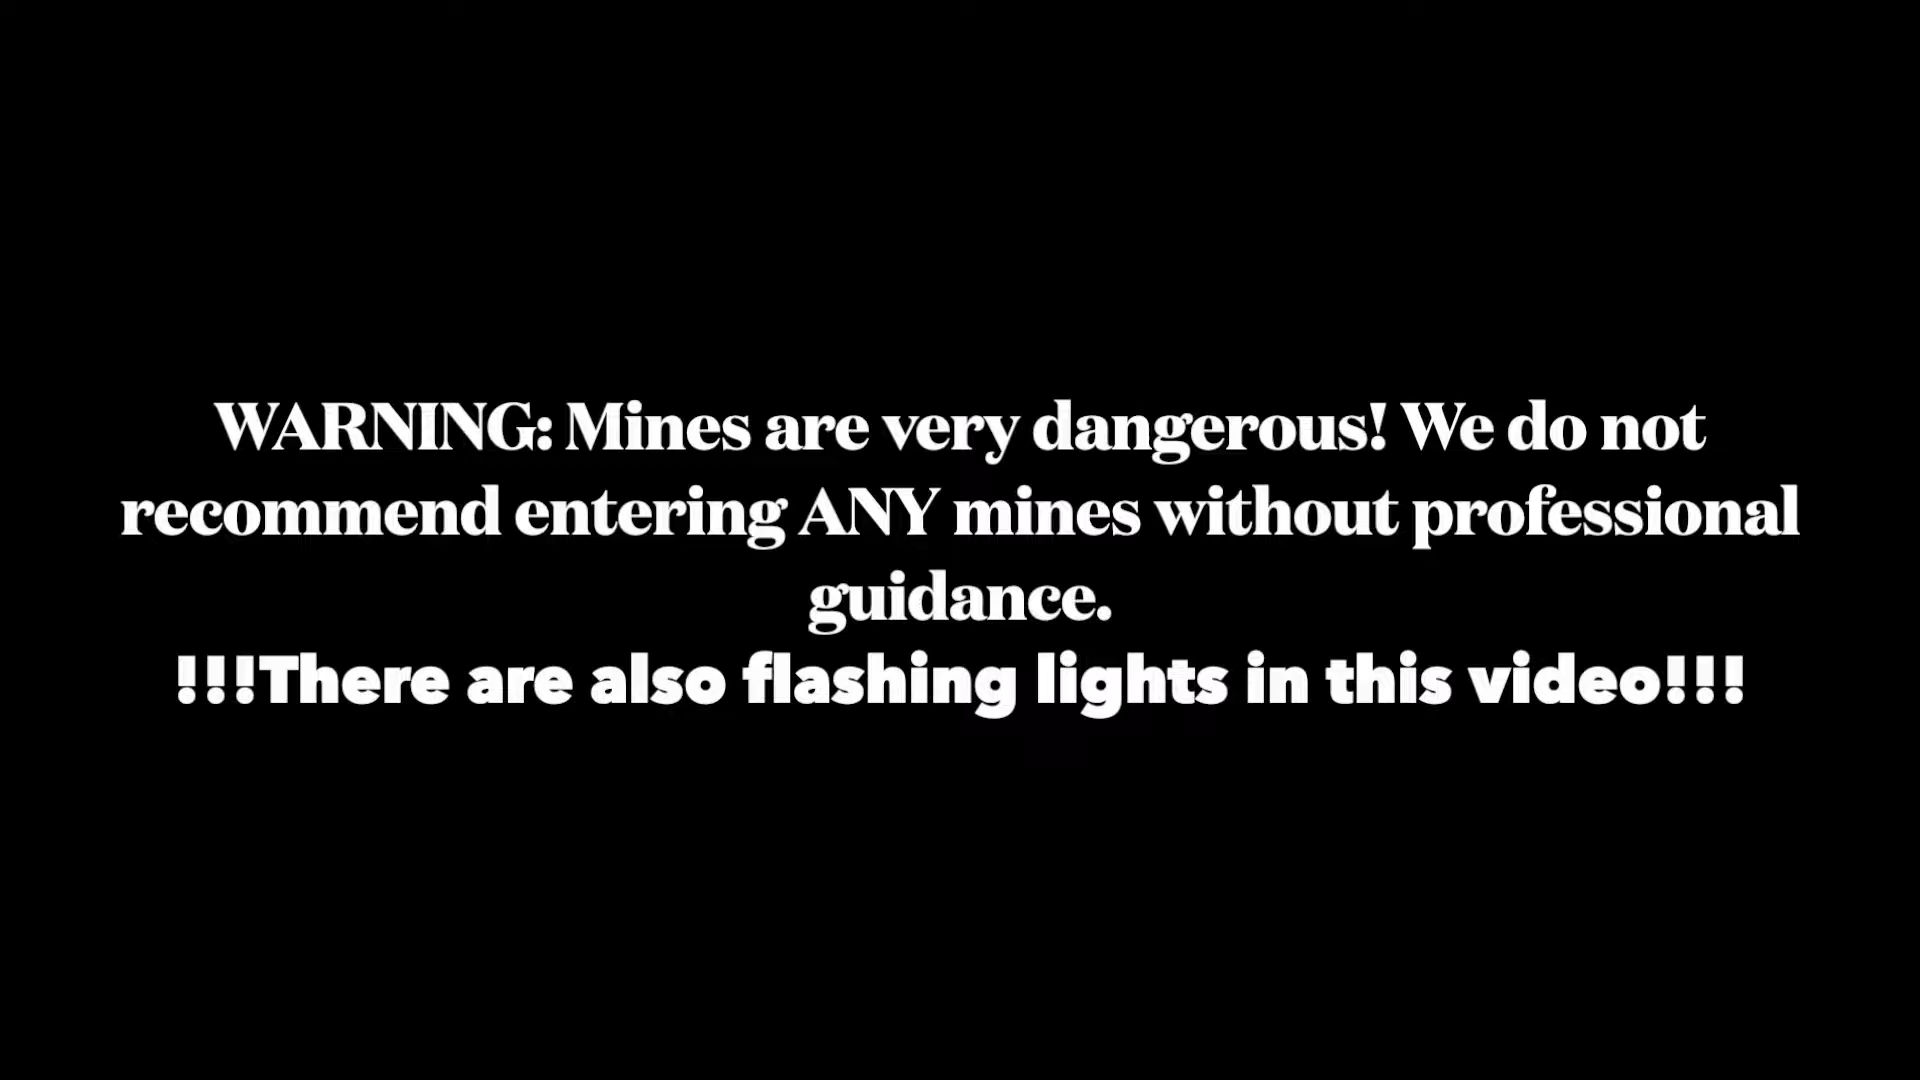 WARNING: Mines are very dangerous! We do not
recommend entering ANY mines without professional
guidance.
!!!There are also flashing lights in this video!!!